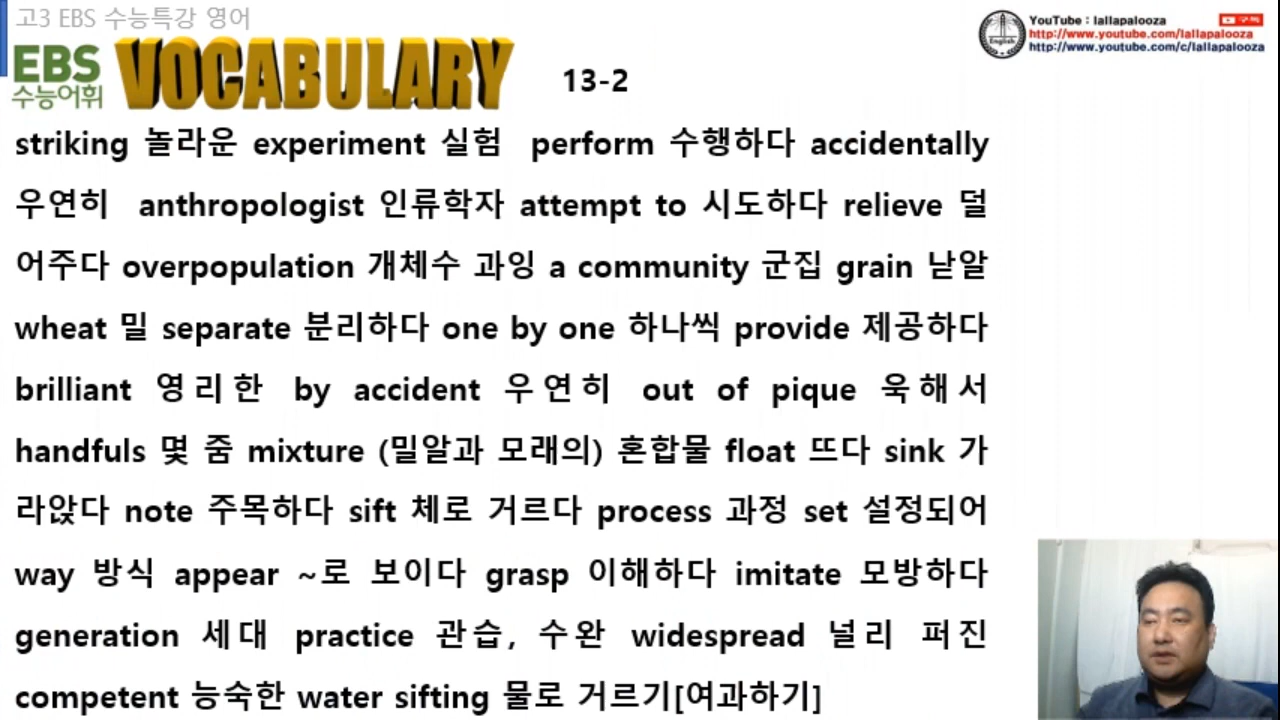 고3 EBS 수능특강 영어
EBS
수능어휘
VOCABULARY
13-2
YouTube : lallapalooza
구독
http://www.youtube.com/lallapalooza
http://www.youtube.com/c/lallapalooza
English
striking 놀라운 experiment 실험 perform 수행하다 accidentally
우연히 anthropologist 인류학자 attempt to 시도하다 relieve 덜
어주다 overpopulation 개체수 과잉 a community 군집 grain 낟알
wheat 밀 separate 분리하다 one by one 하나씩 provide 제공하다
brilliant 영리한 by accident 우연히 out of pique 욱해서
handfuls 몇 줌 mixture (밀알과 모래의) 혼합물 float 뜨다 sink 가
라앉다 note 주목하다 sift 체로 거르다 process 과정 set 설정되어
way 방식 appear ~로 보이다 grasp 이해하다 imitate 모방하다
generation 세대 practice 관습, 수완 widespread 널리 퍼진
competent 능숙한 water sifting 물로 거르기[여과하기]